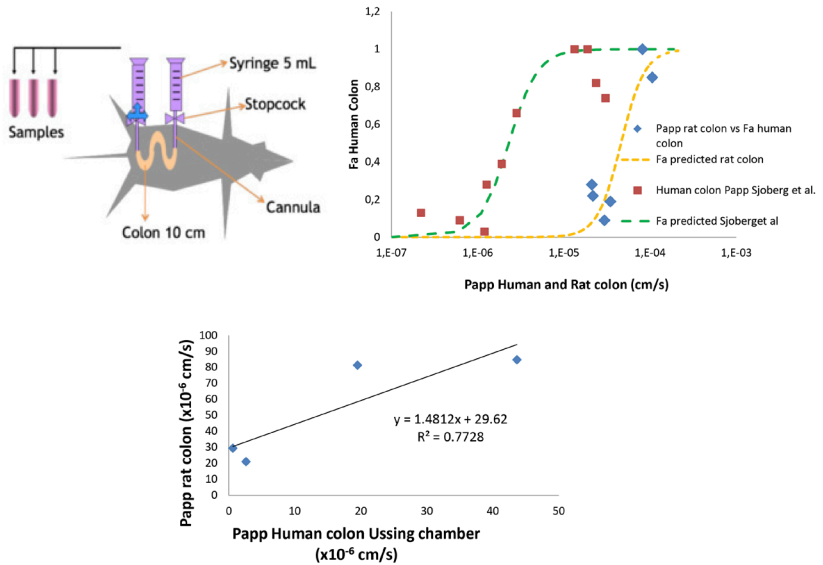 Syringe 5 mL
Stopcock
Samples
Cannula
Colon 10 cm
Fa Human Colon
1,2
1
0,8
0,6
0,4
0,2
0
1,E-07
1,E-06
1,E-05
1,E-04
1,E-03
Papp Human and Rat colon (cm/s)
Papp rat colon vs Fa human
colon
Fa predicted rat colon
Human colon Papp Sjoberg et al.
Fa predicted Sjoberget al
Papp rat colon (x10⁻⁶ cm/s)
100
90
80
70
60
50
40
30
20
10
0
y = 1.4812x + 29.62
R² = 0.7728
0
10
20
30
40
50
Papp Human colon Ussing chamber
(x10⁻⁶ cm/s)